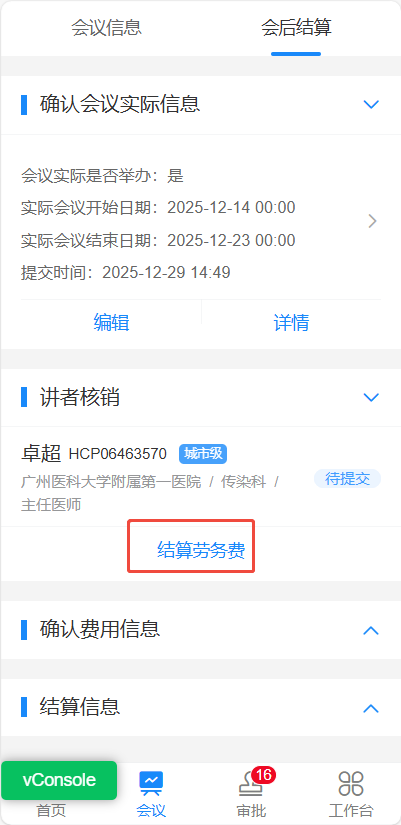 会议信息 会后结算
确认会议实际信息
会议实际是否举办：是
实际会议开始日期：2025-12-14 00:00
实际会议结束日期：2025-12-23 00:00
提交时间：2025-12-29 14:49
编辑 详情
讲者核销
卓超 HCP06463570 城市级
广州医科大学附属第一医院 / 传染科 /
主任医师
待提交
结算劳务费
确认费用信息
结算信息
vConsole
16
首页 会议 审批 工作台